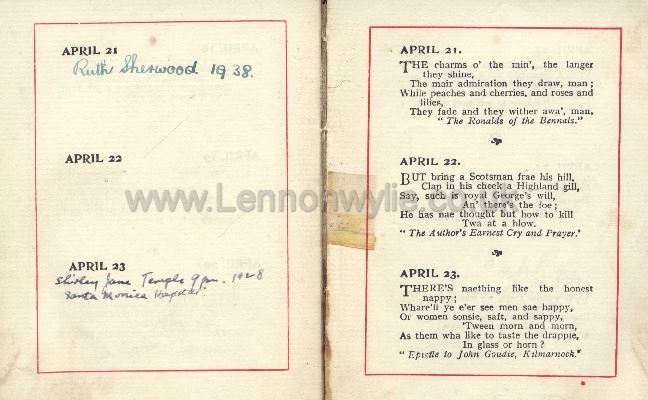 APRIL 21
Ruth Sherwood 1938.
APRIL 22
APRIL 23
Shirley Jane Temple 9 pm. 1928
Santa Monica Hospital.
APRIL 21.
THE charms o' the min', the langer
they shine,
The mair admiration they draw, man ;
While peaches and cherries, and roses and
lilies,
They fade and they wither awa', man.
" The Ronalds of the Bennals."
APRIL 22.
BUT bring a Scotsman frae his hill,
Clap in his cheek a Highland gill,
Say, such is royal George's will,
An' there's the foe ;
He has nae thought but how to kill
Twa at a blow.
" The Author's Earnest Cry and Prayer.'
APRIL 23.
THERE'S naething like the honest
nappy ;
Whare'll ye e'er see men sae happy,
Or women sonsie, saft, and sappy,
'Tween morn and morn,
As them wha like to taste the drappie,
In glass or horn ?
" Epistle to John Goudie, Kilmarnock."
www.Lennonwylie.co.uk